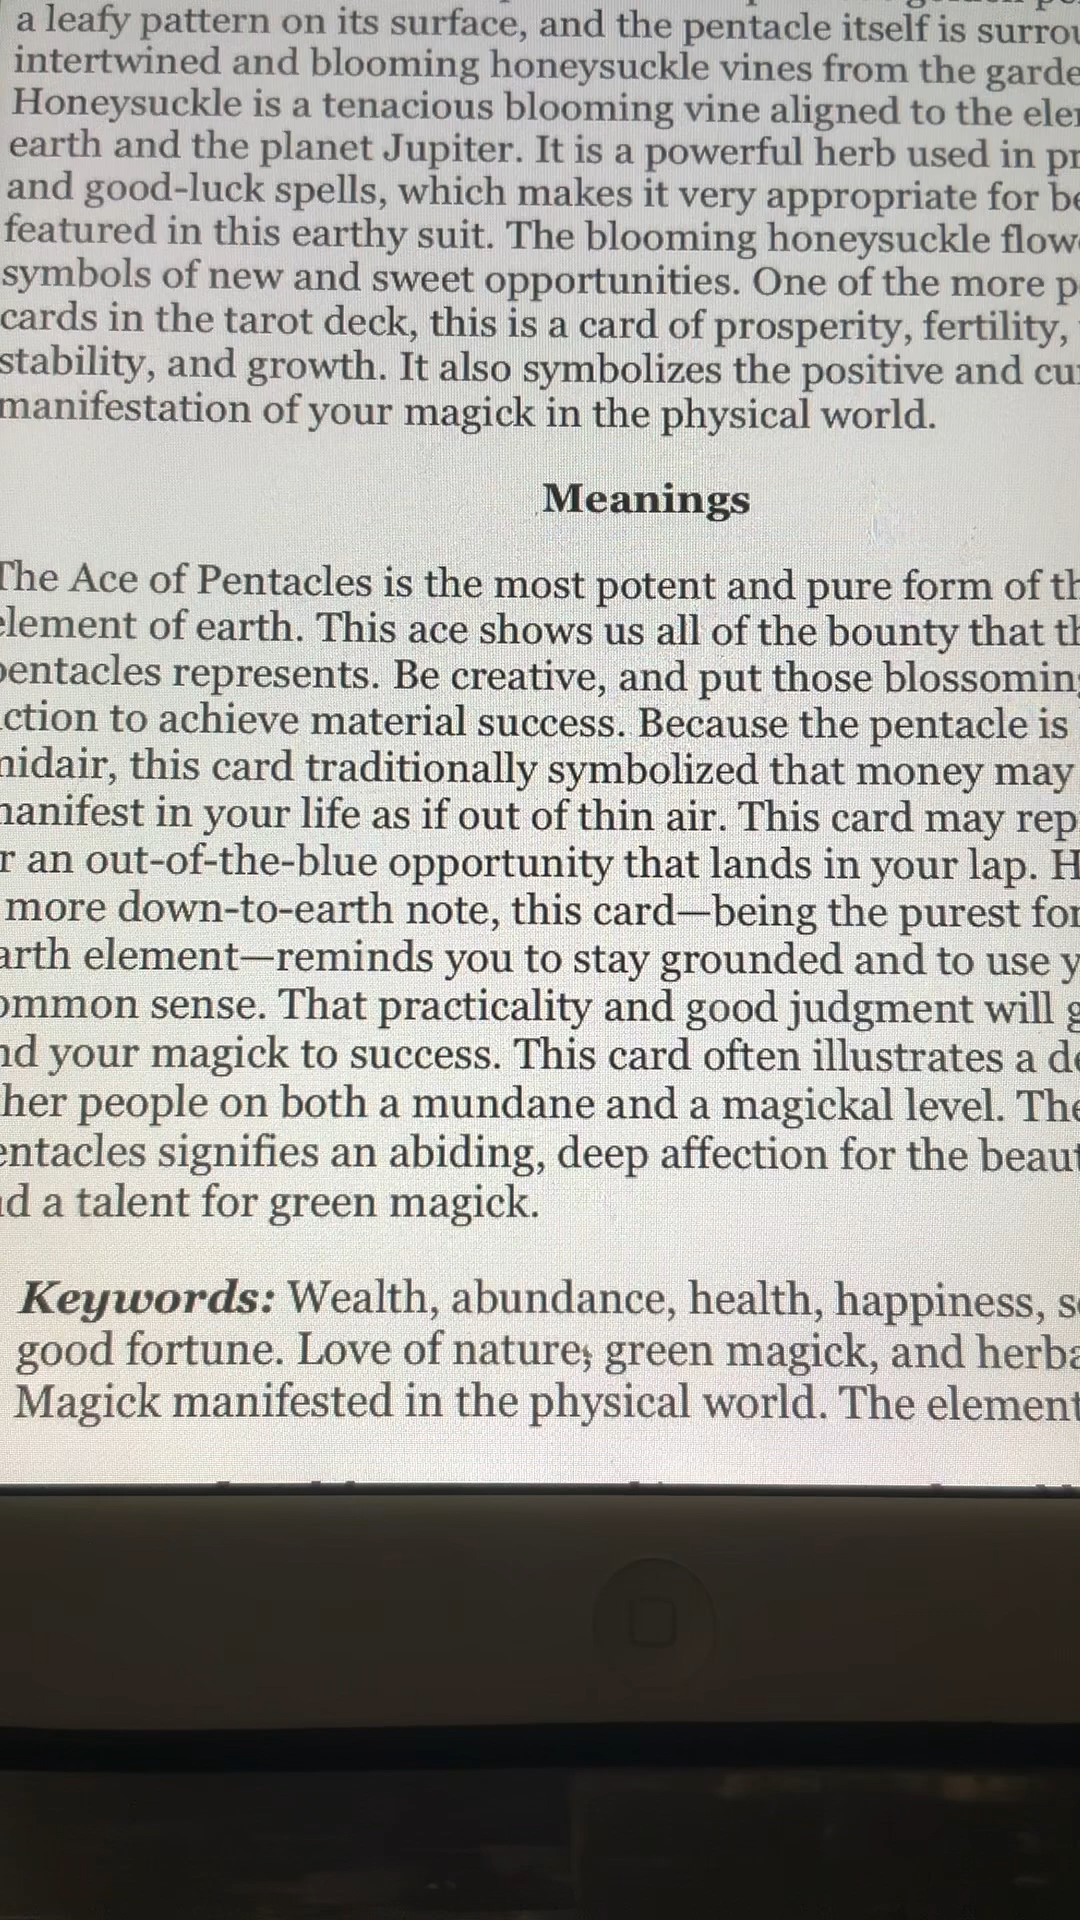 a leafy pattern on its surface, and the pentacle itself is
intertwined and blooming honeysuckle vines from the
Honeysuckle is a tenacious blooming vine aligned to the
earth and the planet Jupiter. It is a powerful herb used in
and good-luck spells, which makes it very appropriate for
featured in this earthy suit. The blooming honeysuckle
symbols of new and sweet opportunities. One of the more
cards in the tarot deck, this is a card of prosperity, fertility,
stability, and growth. It also symbolizes the positive and
manifestation of your magick in the physical world.
Meanings
The Ace of Pentacles is the most potent and pure form of
element of earth. This ace shows us all of the bounty that
pentacles represents. Be creative, and put those
to achieve material success. Because the pentacle is
this card traditionally symbolized that money may
in your life as if out of thin air. This card may
an out-of-the-blue opportunity that lands in your lap.
more down-to-earth note, this card—being the purest
element—reminds you to stay grounded and to use
sense. That practicality and good judgment will
your magick to success. This card often illustrates a
people on both a mundane and a magickal level.
signifies an abiding, deep affection for the
a talent for green magick.
Keywords: Wealth, abundance, health, happiness,
good fortune. Love of nature, green magick, and
Magick manifested in the physical world. The element